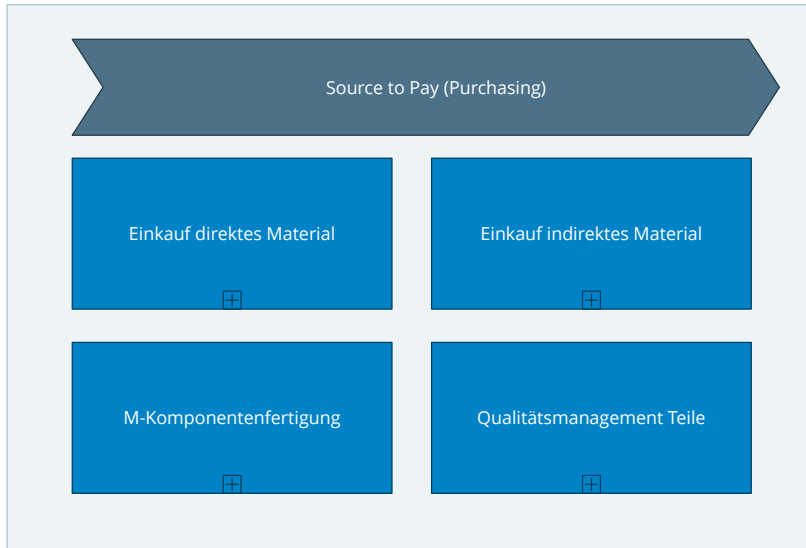 Source to Pay (Purchasing)
Einkauf direktes Material
Einkauf indirektes Material
M-Komponentenfertigung
Qualitätsmanagement Teile